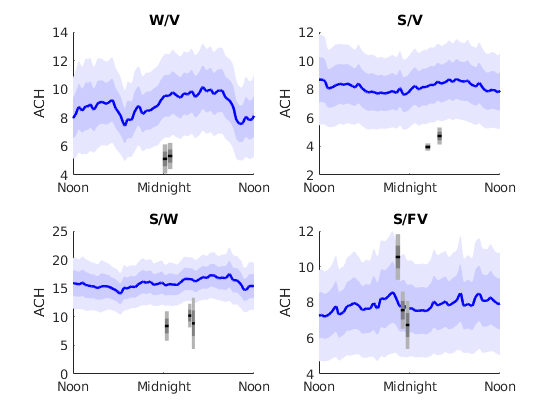 W/V
14
12
10
8
6
4
ACH
Noon
Midnight
Noon
S/V
12
10
8
6
4
2
ACH
Noon
Midnight
Noon
S/W
25
20
15
10
5
0
ACH
Noon
Midnight
Noon
S/FV
12
10
8
6
4
ACH
Noon
Midnight
Noon